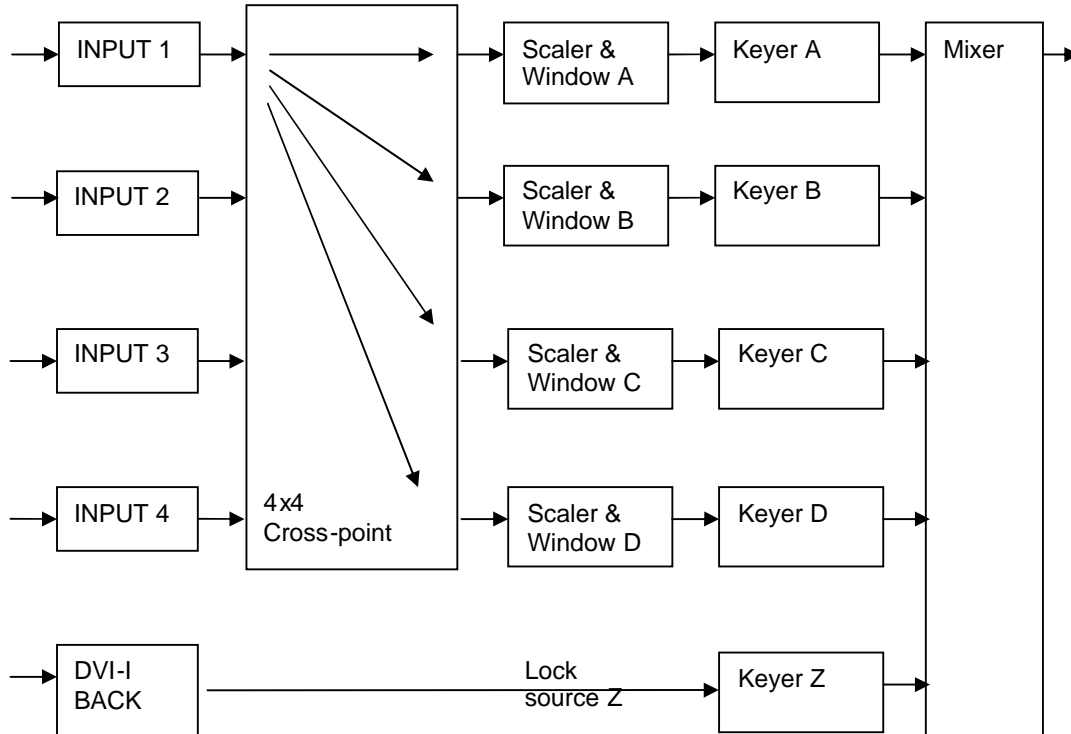 INPUT 1
Scaler &
Window A
Keyer A
Mixer
INPUT 2
Scaler &
Window B
Keyer B
INPUT 3
Scaler &
Window C
Keyer C
INPUT 4
4x4
Cross-point
Scaler &
Window D
Keyer D
DVI-I
BACK
Lock
source Z
Keyer Z